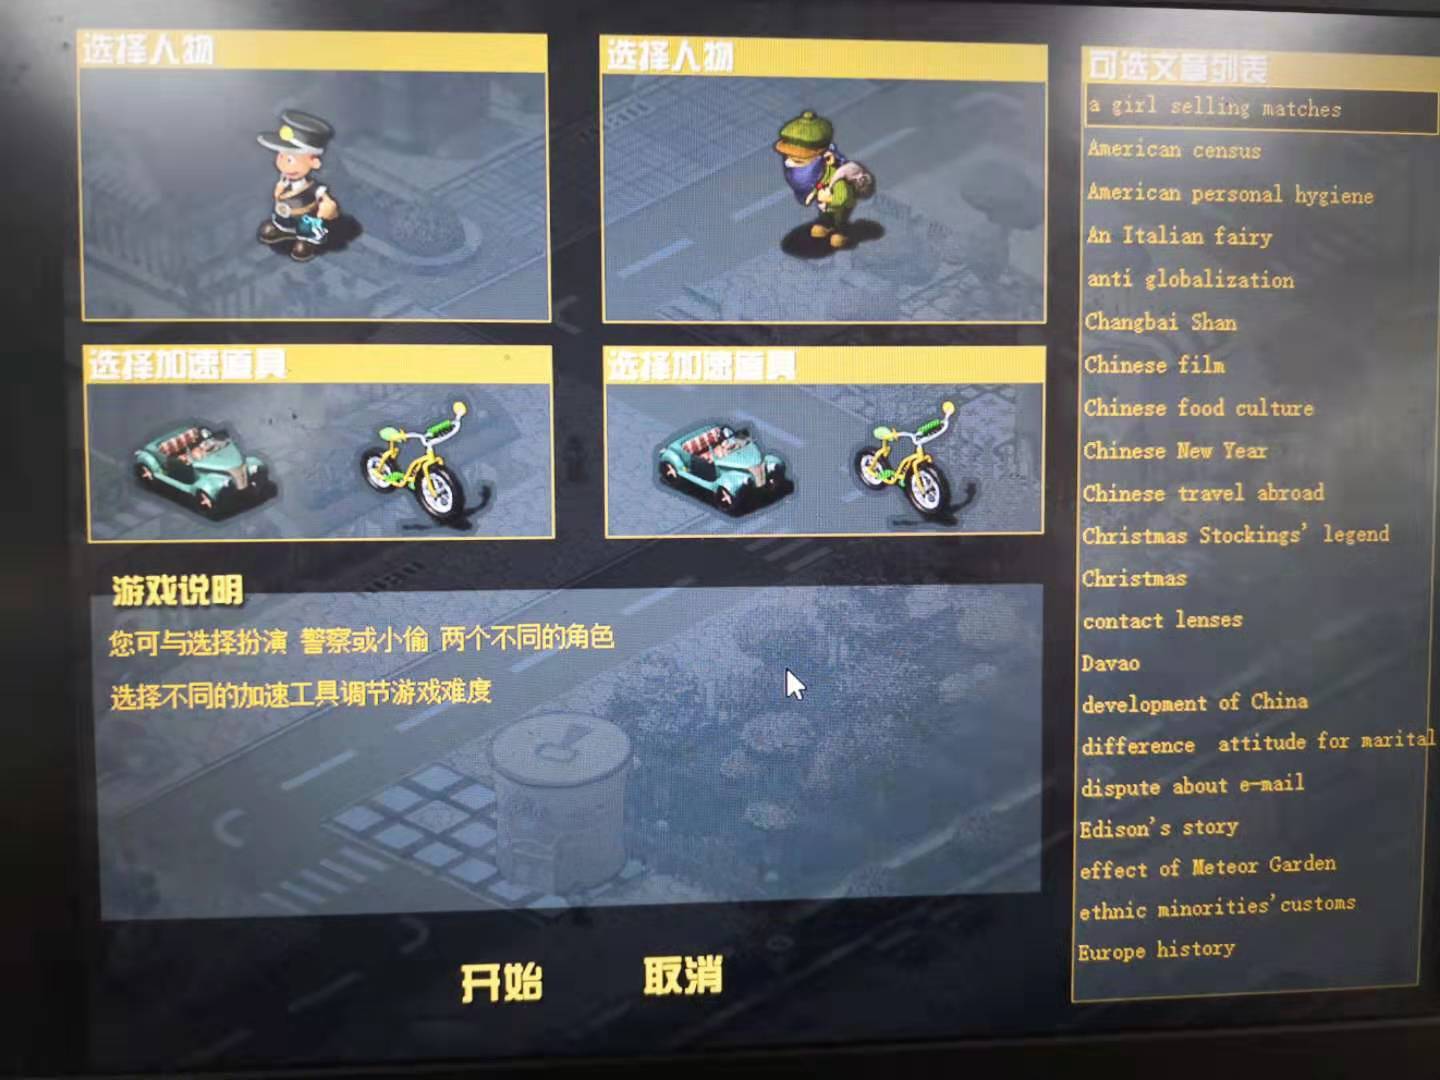 选择人物
选择人物
选择加速道具
选择加速道具
游戏说明
您可与选择扮演 警察或小偷 两个不同的角色
选择不同的加速工具调节游戏难度
开始
取消
可选文章列表
a girl selling matches
American census
American personal hygiene
An Italian fairy
anti globalization
Changbai Shan
Chinese film
Chinese food culture
Chinese New Year
Chinese travel abroad
Christmas Stockings' legend
Christmas
contact lenses
Davao
development of China
difference attitude for marital
dispute about e-mail
Edison's story
effect of Meteor Garden
ethnic minorities'customs
Europe history